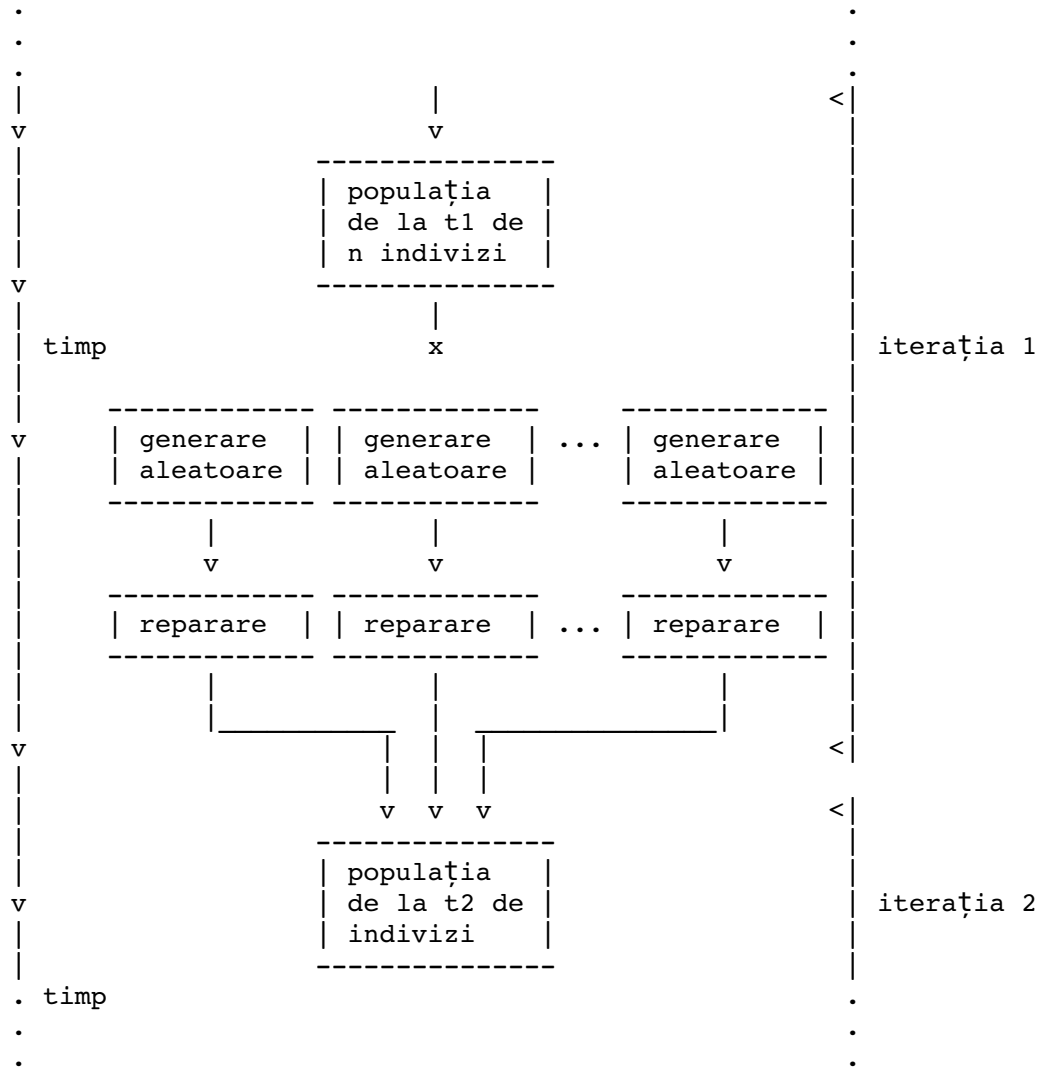 populația
de la t1 de
n indivizi
timp x iterația 1
generare generare ... generare
aleatoare aleatoare aleatoare
reparare reparare ... reparare
populația
de la t2 de iterația 2
indivizi
timp